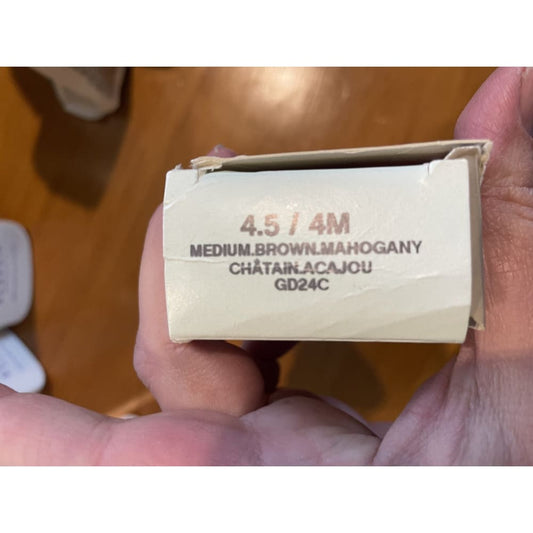 4.5 / 4M
MEDIUM.BROWN.MAHOGANY
CHÂTAIN.ACAJOU
GD24C